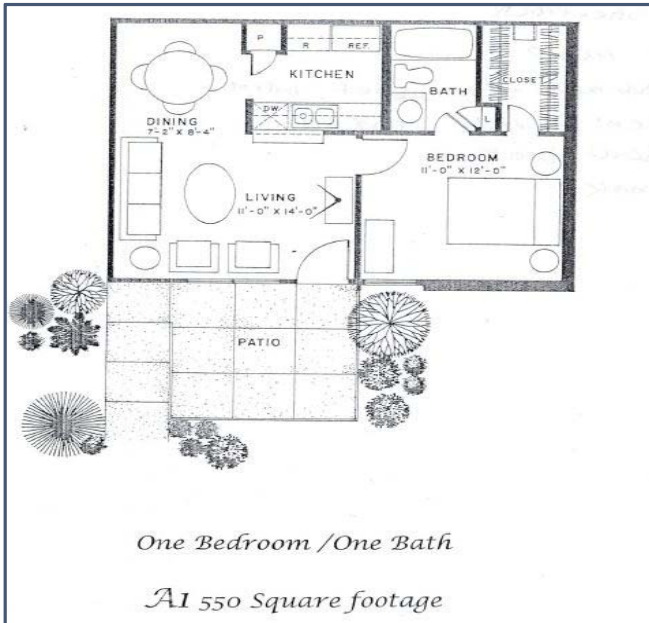 P
R
REF.
KITCHEN
BATH
CLOSET
DINING
7'-2" X 8'-4"
DW
L
BEDROOM
11'-0" X 12'-0"
LIVING
11'-0" X 14'-0"
PATIO
One Bedroom /One Bath
A1 550 Square footage